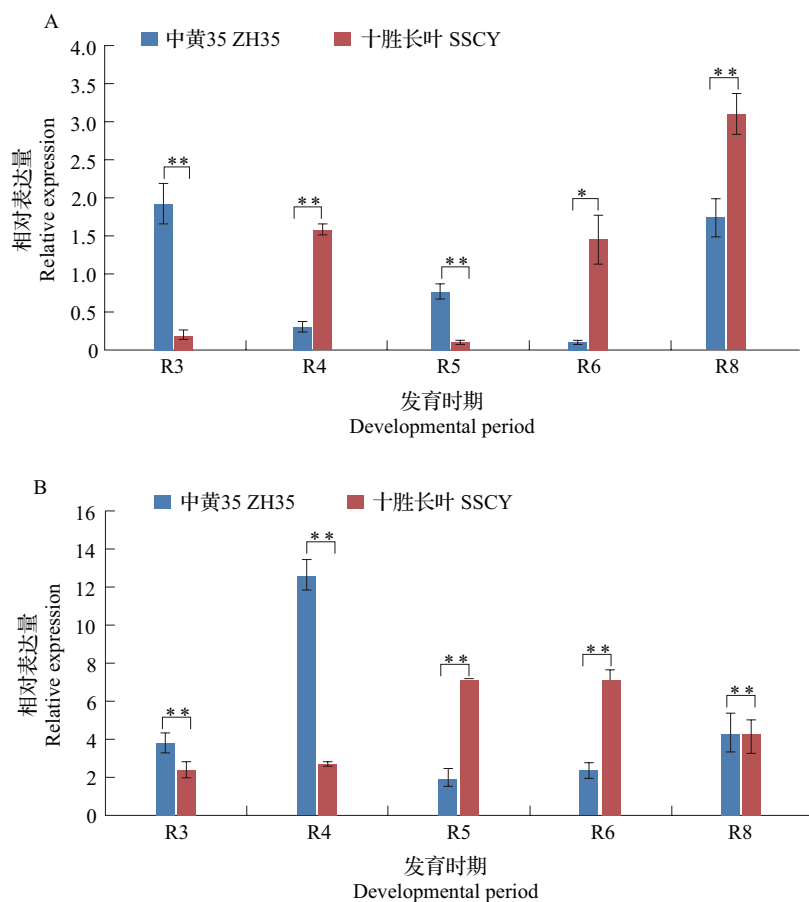 A
中黄35 ZH35
十胜长叶 SSCY
相对表达量
Relative expression
4.0
3.5
3.0
2.5
2.0
1.5
1.0
0.5
0
**
**
**
*
**
R3
R4
R5
R6
R8
发育时期
Developmental period
B
中黄35 ZH35
十胜长叶 SSCY
相对表达量
Relative expression
16
14
12
10
8
6
4
2
0
**
**
**
**
**
R3
R4
R5
R6
R8
发育时期
Developmental period